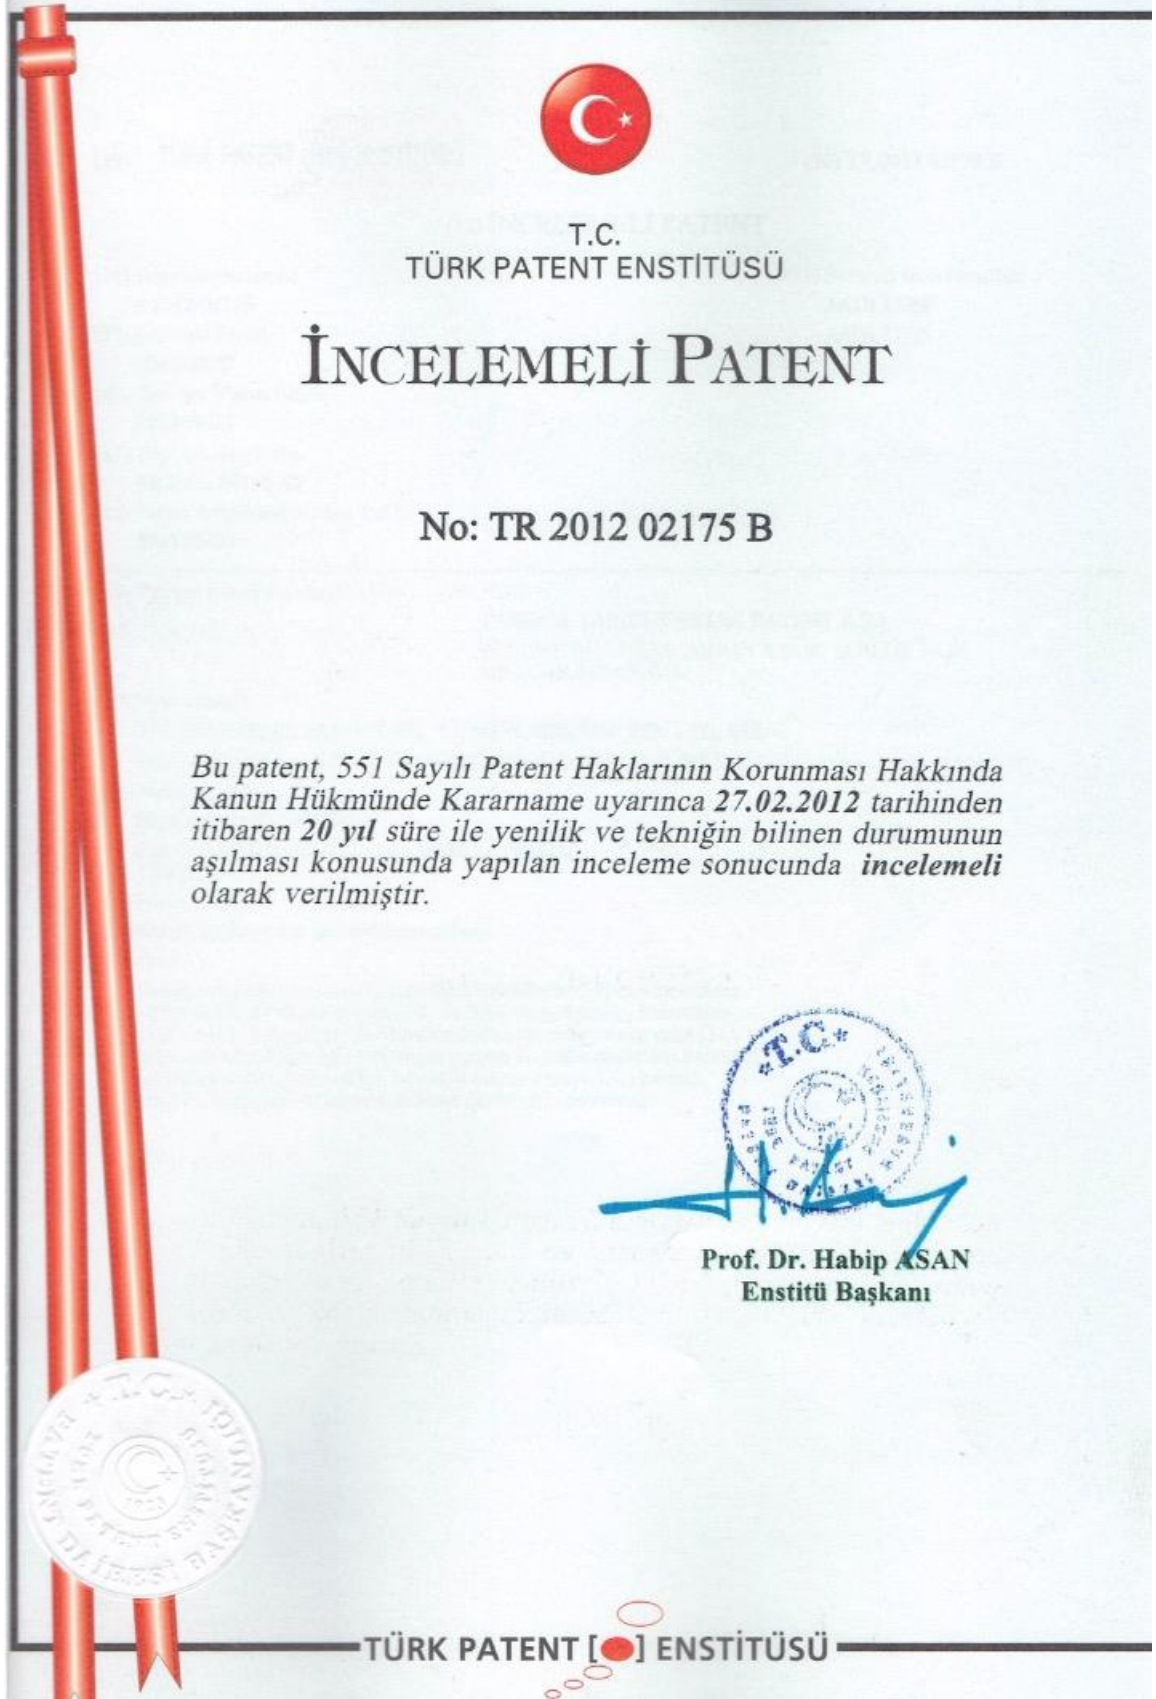 T.C.
TÜRK PATENT ENSTİTÜSÜ
İNCELEMELİ PATENT
No: TR 2012 02175 B
Bu patent, 551 Sayılı Patent Haklarının Korunması Hakkında
Kanun Hükmünde Kararname uyarınca 27.02.2012 tarihinden
itibaren 20 yıl süre ile yenilik ve tekniğin bilinen durumunun
aşılması konusunda yapılan inceleme sonucunda incelemeli
olarak verilmiştir.
*T.C.*
Prof. Dr. Habip ASAN
Enstitü Başkanı
T.C.
TÜRK PATENT [ ] ENSTİTÜSÜ